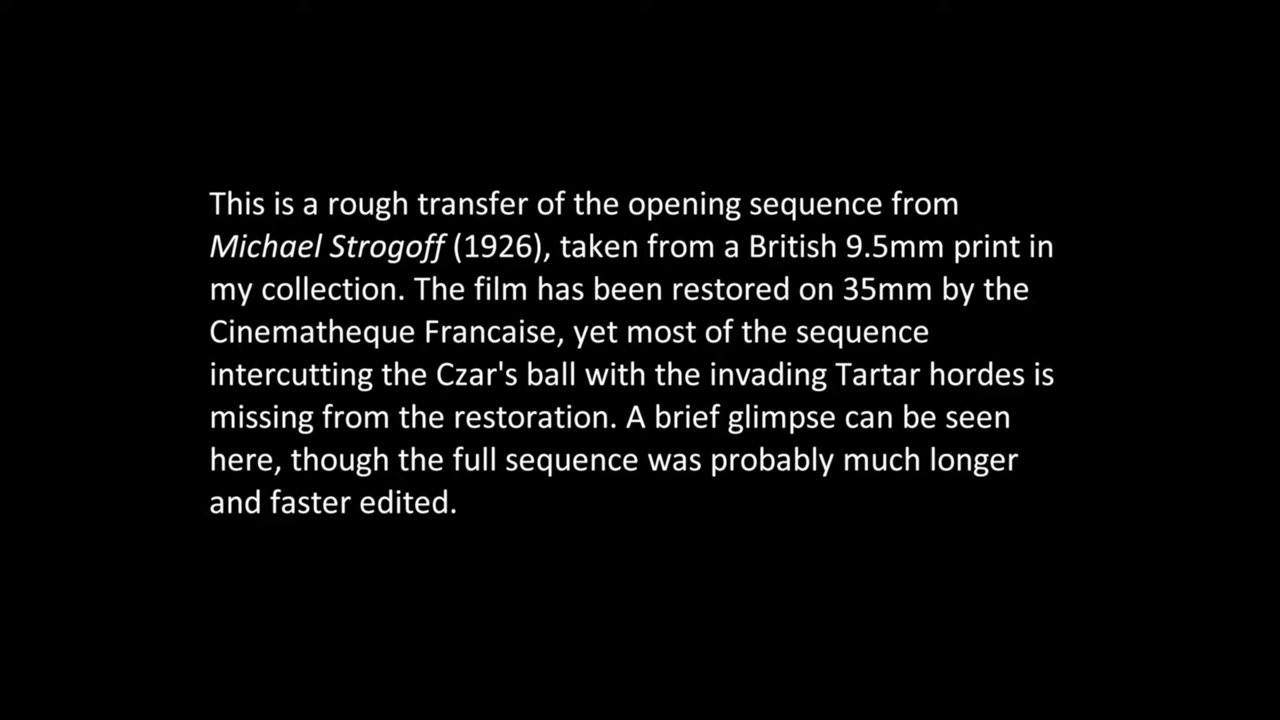 This is a rough transfer of the opening sequence from
Michael Strogoff (1926), taken from a British 9.5mm print in
my collection. The film has been restored on 35mm by the
Cinematheque Francaise, yet most of the sequence
intercutting the Czar's ball with the invading Tartar hordes is
missing from the restoration. A brief glimpse can be seen
here, though the full sequence was probably much longer
and faster edited.